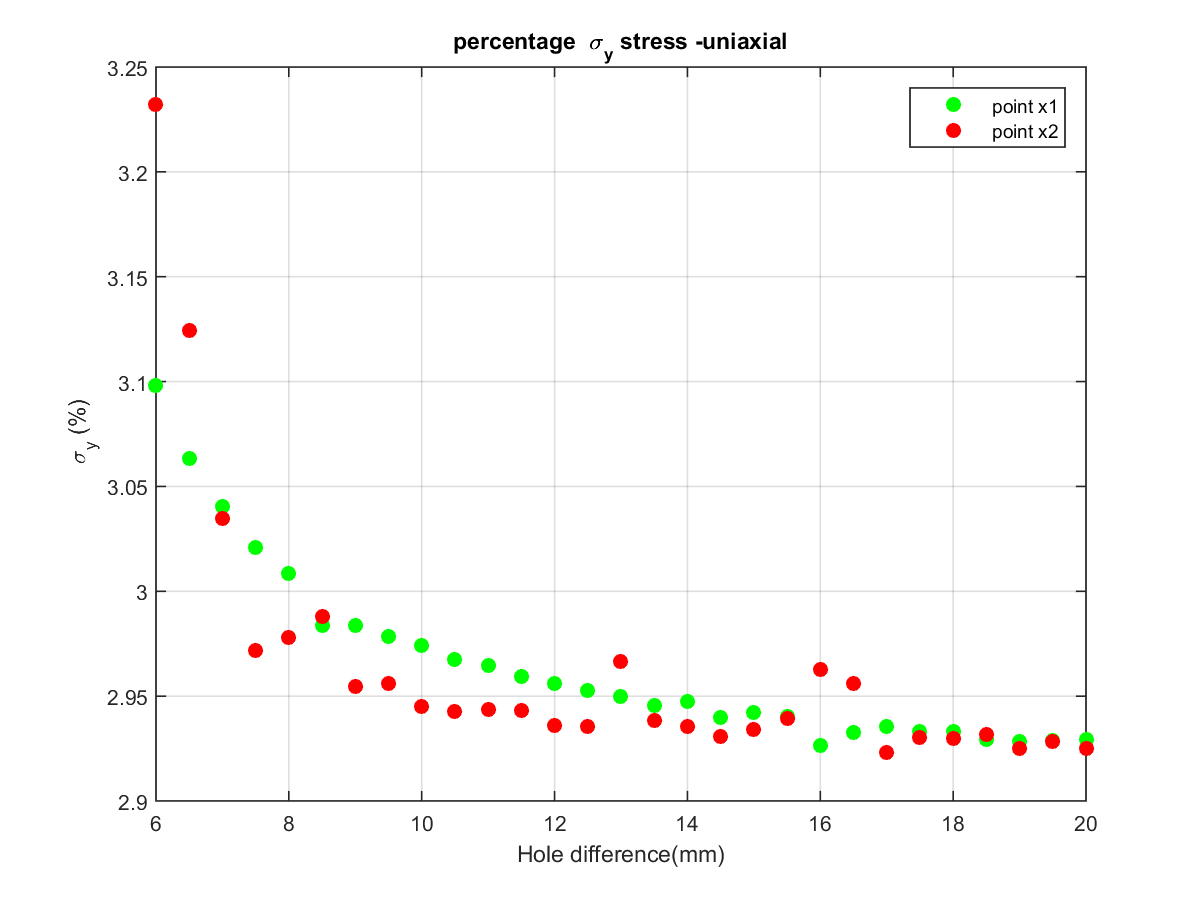 percentage σy stress -uniaxial
point x1
point x2
3.25
3.2
3.15
3.1
3.05
3
2.95
2.9
σy (%)
6 8 10 12 14 16 18 20
Hole difference(mm)